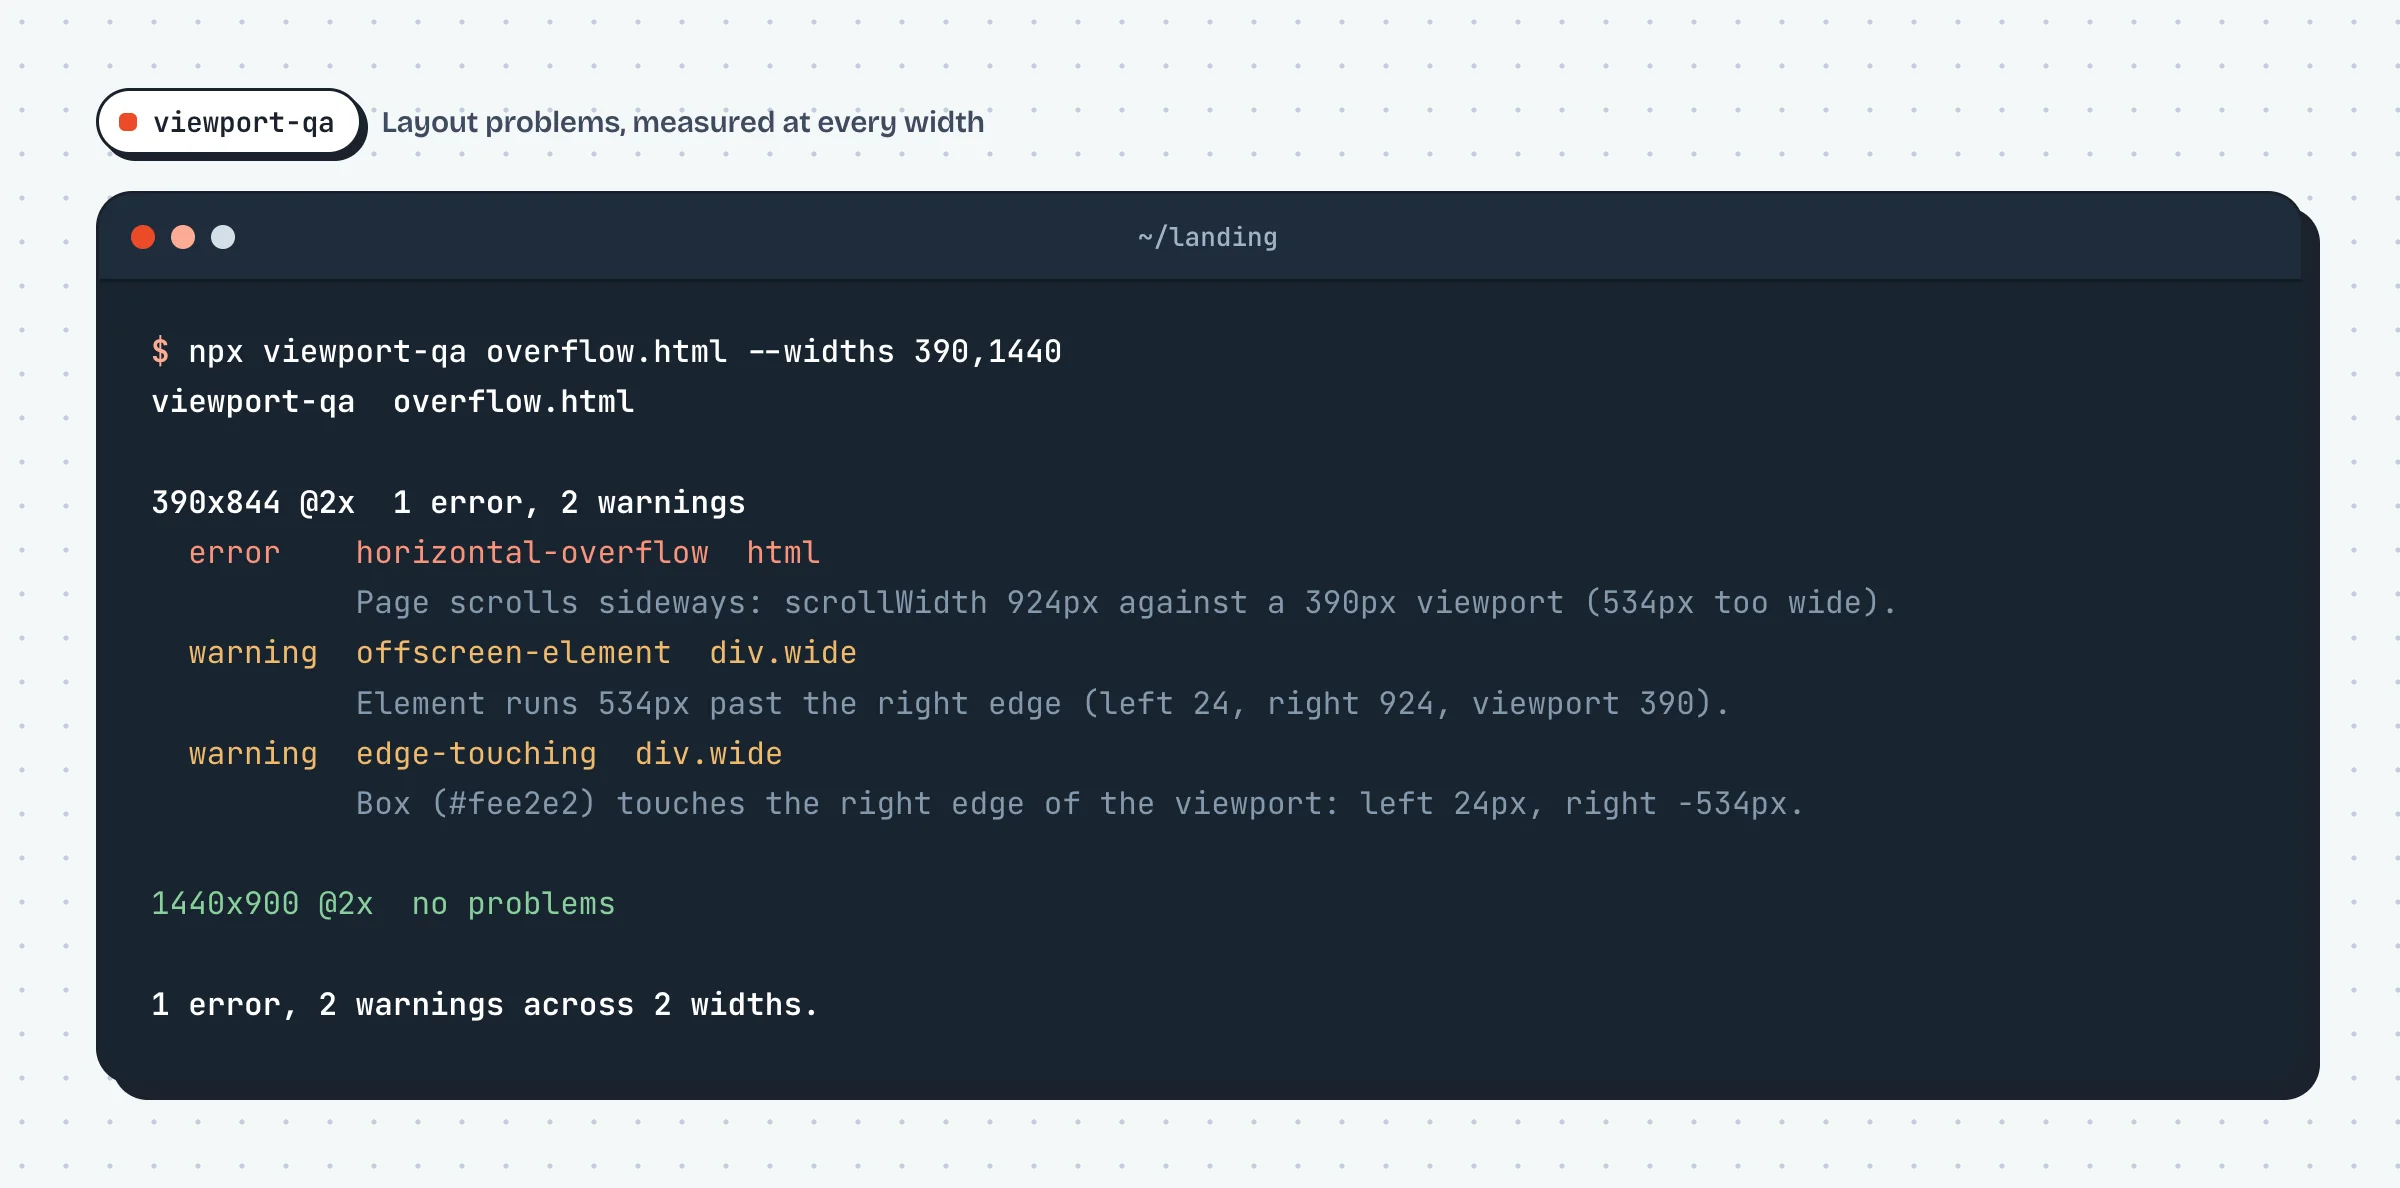 viewport-qa Layout problems, measured at every width
~/landing
$ npx viewport-qa overflow.html --widths 390,1440
viewport-qa  overflow.html
390x844 @2x  1 error, 2 warnings
error    horizontal-overflow  html
Page scrolls sideways: scrollWidth 924px against a 390px viewport (534px too wide).
warning  offscreen-element  div.wide
Element runs 534px past the right edge (left 24, right 924, viewport 390).
warning  edge-touching  div.wide
Box (#fee2e2) touches the right edge of the viewport: left 24px, right -534px.
1440x900 @2x  no problems
1 error, 2 warnings across 2 widths.